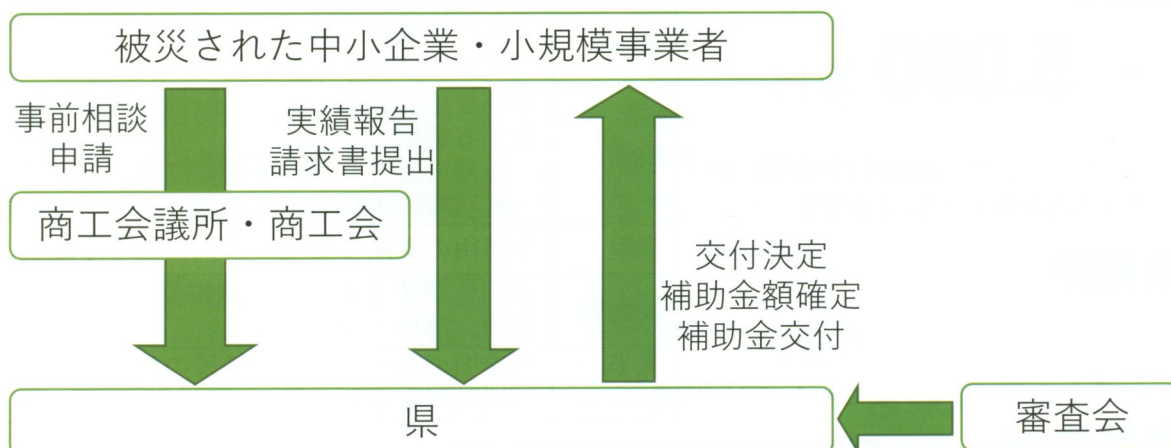 被災された中小企業・小規模事業者
事前相談
申請
実績報告
請求書提出
商工会議所・商工会
交付決定
補助金額確定
補助金交付
県
審査会